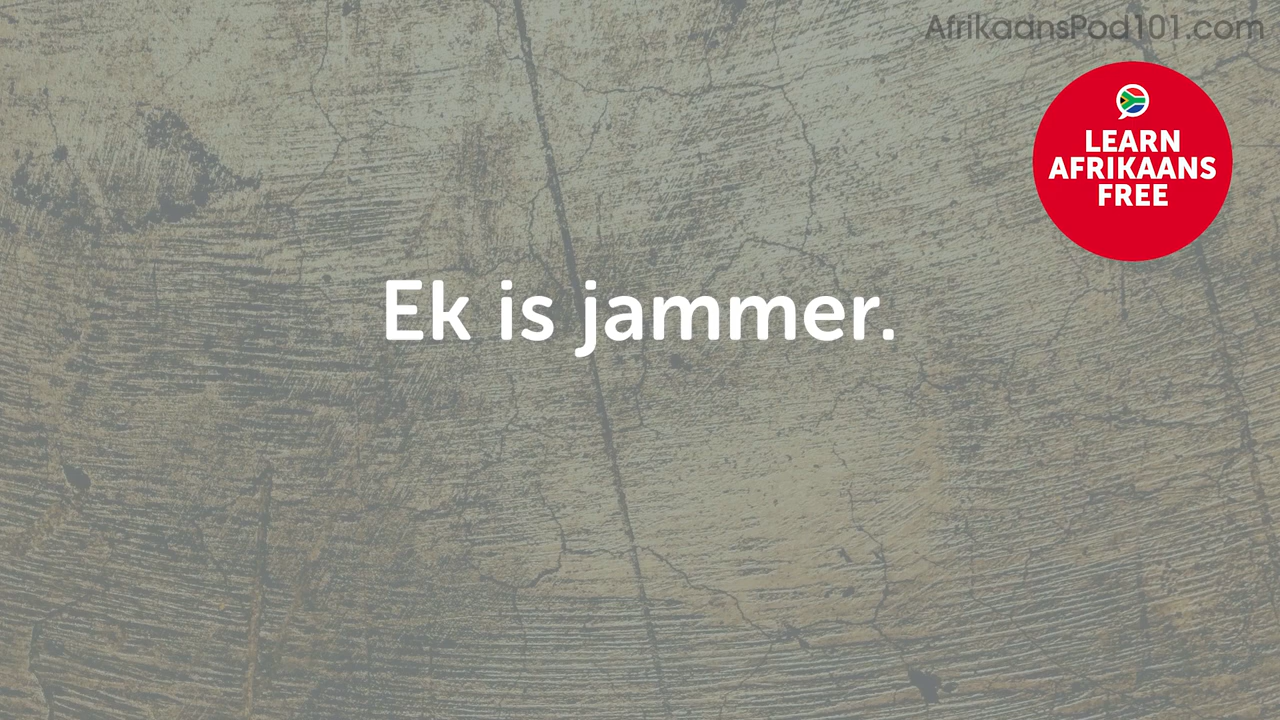 AfrikaansPod101.com
LEARN
AFRIKAANS
FREE
Ek is jammer.